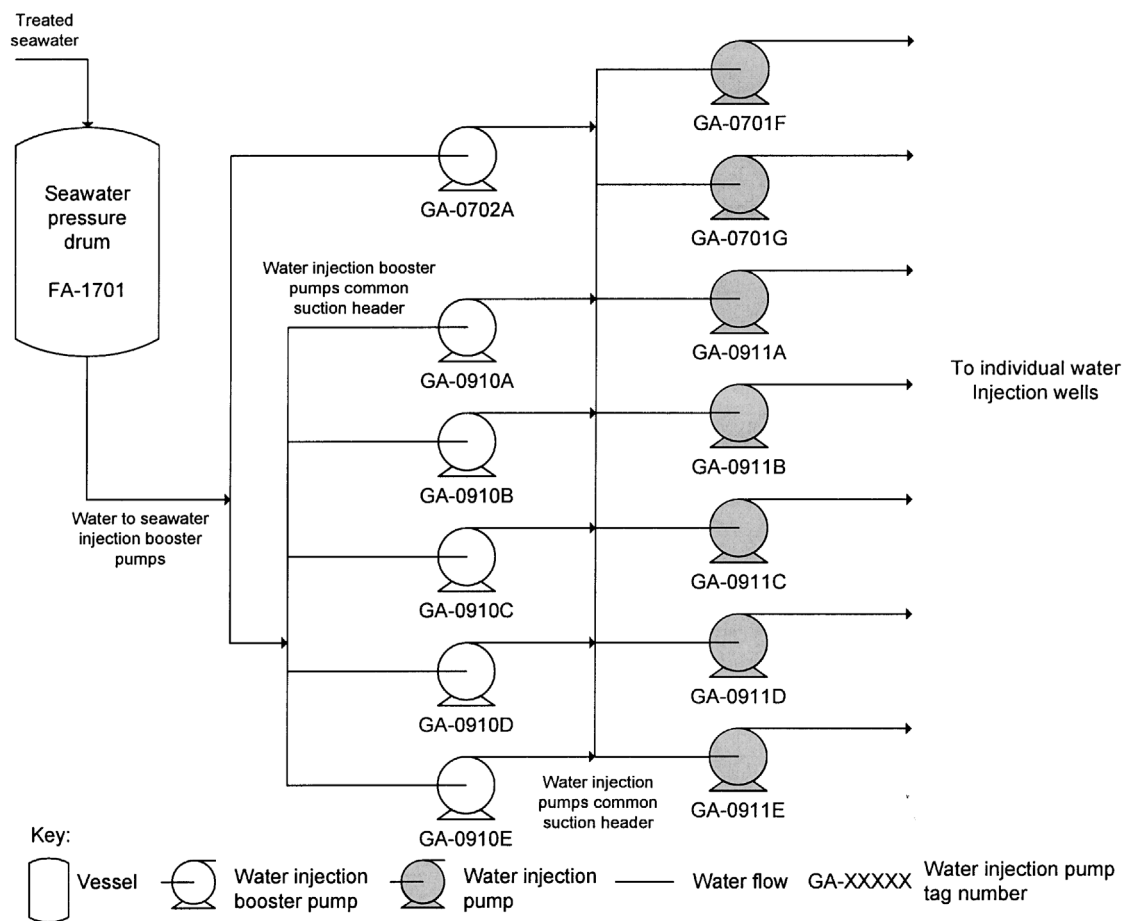 Treated
seawater
Seawater
pressure
drum
FA-1701
Water to seawater
injection booster
pumps
Water injection booster
pumps common
suction header
GA-0702A
GA-0910A
GA-0910B
GA-0910C
GA-0910D
GA-0910E
Water injection
pumps common
suction header
GA-0701F
GA-0701G
GA-0911A
GA-0911B
GA-0911C
GA-0911D
GA-0911E
To individual water
Injection wells
Key:
Vessel
Water injection
booster pump
Water injection
pump
Water flow
GA-XXXXX
Water injection pump
tag number